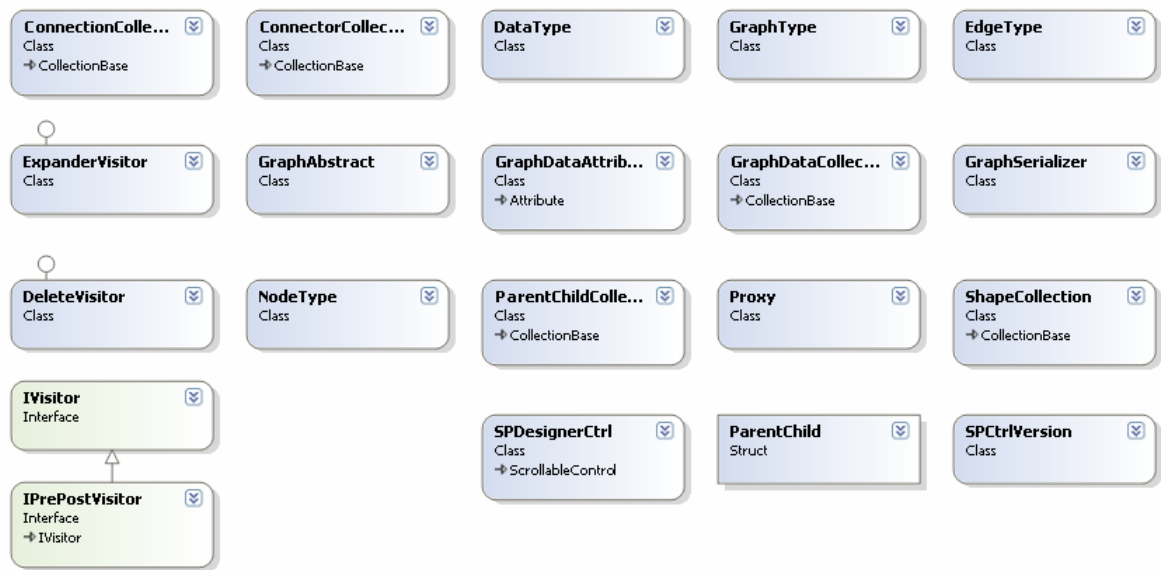 ConnectionColle...
Class
CollectionBase
ConnectorCollec...
Class
CollectionBase
DataType
Class
GraphType
Class
EdgeType
Class
ExpanderVisitor
Class
GraphAbstract
Class
GraphDataAttrib...
Class
Attribute
GraphDataCollec...
Class
CollectionBase
GraphSerializer
Class
DeleteVisitor
Class
NodeType
Class
ParentChildColle...
Class
CollectionBase
Proxy
Class
ShapeCollection
Class
CollectionBase
IVisitor
Interface
SPDesignerCtrl
Class
ScrollableControl
ParentChild
Struct
SPCtrlVersion
Class
IPrePostVisitor
Interface
IVisitor